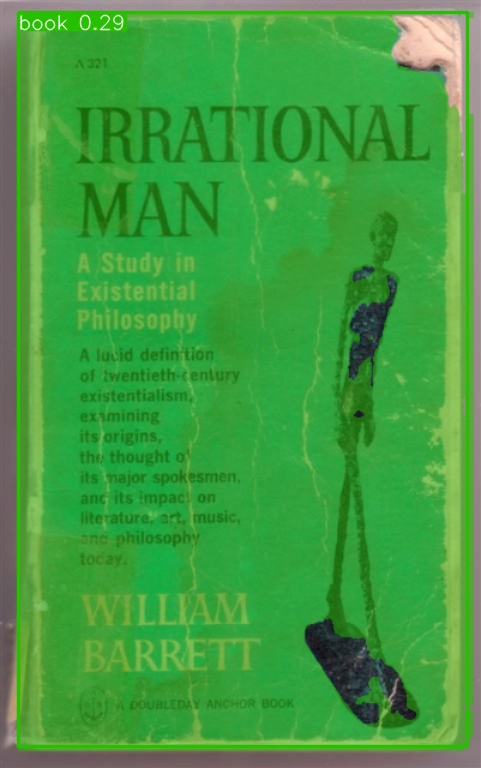 book 0.29
A 321
IRRATIONAL
MAN
A Study in
Existential
Philosophy
A lucid definition
of twentieth-century
existentialism,
examining
its origins,
the thought of
its major spokesmen,
and its impact on
literature, art, music,
and philosophy
today.
WILLIAM
BARRETT
A DOUBLEDAY ANCHOR BOOK